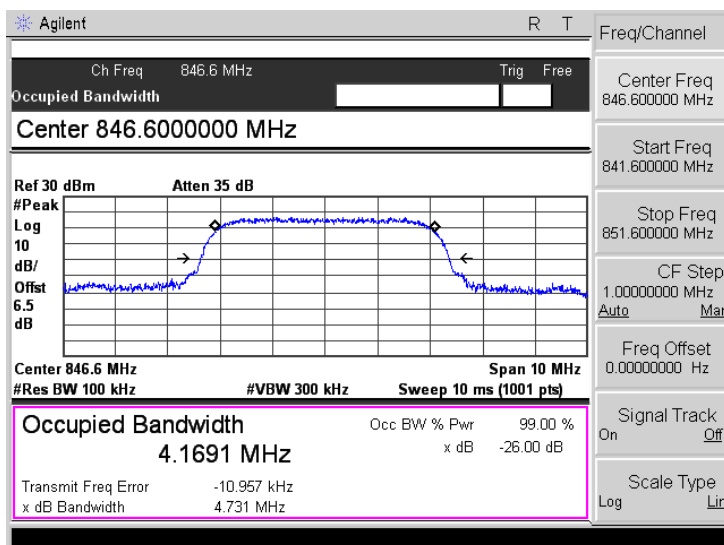 Agilent R T
Freq/Channel
Ch Freq 846.6 MHz Trig Free
Occupied Bandwidth
Center 846.6000000 MHz
Ref 30 dBm Atten 35 dB
#Peak
Log
10
dB/
Offst
6.5
dB
Center 846.6 MHz Span 10 MHz
#Res BW 100 kHz #VBW 300 kHz Sweep 10 ms (1001 pts)
Occupied Bandwidth
4.1691 MHz
Occ BW % Pwr 99.00 %
x dB -26.00 dB
Transmit Freq Error -10.957 kHz
x dB Bandwidth 4.731 MHz
Center Freq
846.600000 MHz
Start Freq
841.600000 MHz
Stop Freq
851.600000 MHz
CF Step
1.00000000 MHz
Auto Man
Freq Offset
0.00000000 Hz
Signal Track
On Off
Scale Type
Log Lin